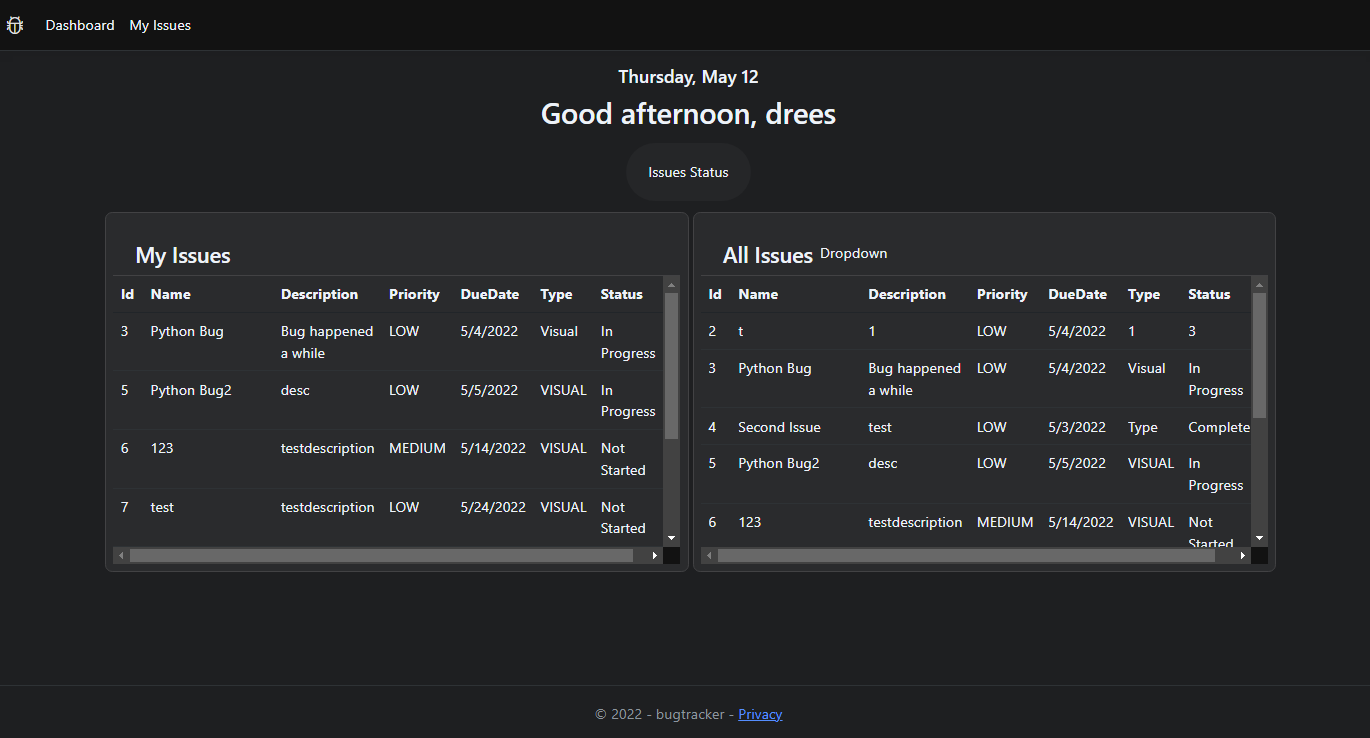 Dashboard My Issues
Thursday, May 12
Good afternoon, drees
Issues Status
My Issues
Id Name Description Priority DueDate Type Status
3 Python Bug Bug happened LOW 5/4/2022 Visual In
a while Progress
5 Python Bug2 desc LOW 5/5/2022 VISUAL In
Progress
6 123 testdescription MEDIUM 5/14/2022 VISUAL Not
Started
7 test testdescription LOW 5/24/2022 VISUAL Not
Started
All Issues Dropdown
Id Name Description Priority DueDate Type Status
2 t 1 LOW 5/4/2022 1 3
3 Python Bug Bug happened LOW 5/4/2022 Visual In
a while Progress
4 Second Issue test LOW 5/3/2022 Type Complete
5 Python Bug2 desc LOW 5/5/2022 VISUAL In
Progress
6 123 testdescription MEDIUM 5/14/2022 VISUAL Not
Started
© 2022 - bugtracker - Privacy